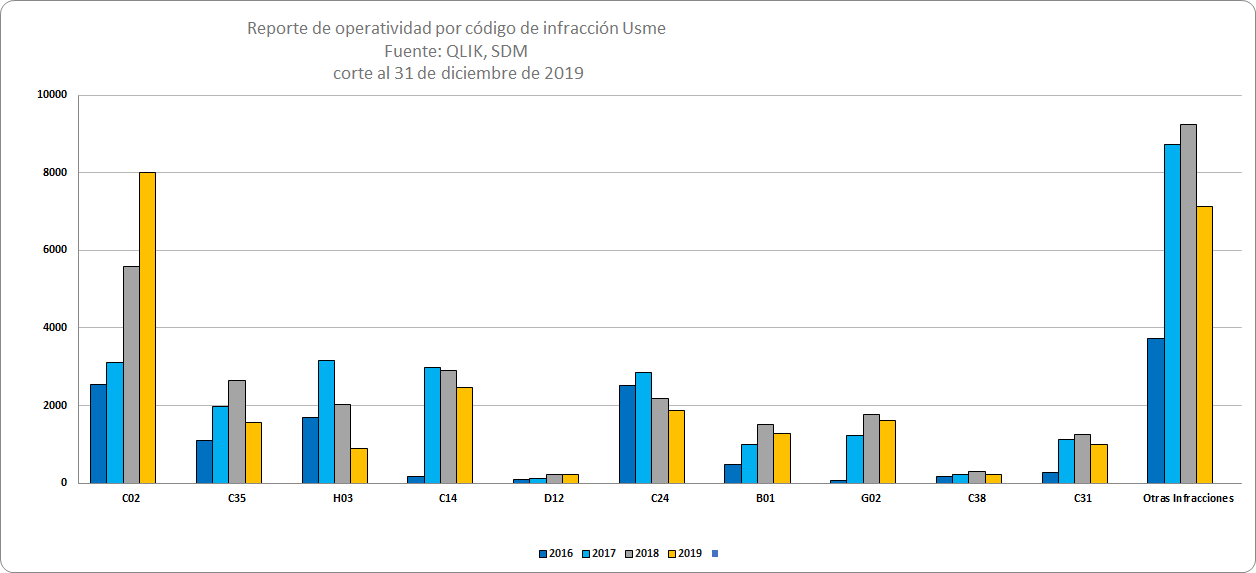 Reporte de operatividad por código de infracción Usme
Fuente: QLIK, SDM
corte al 31 de diciembre de 2019
10000
8000
6000
4000
2000
0
C02 C35 H03 C14 D12 C24 B01 G02 C38 C31 Otras Infracciones
2016 2017 2018 2019